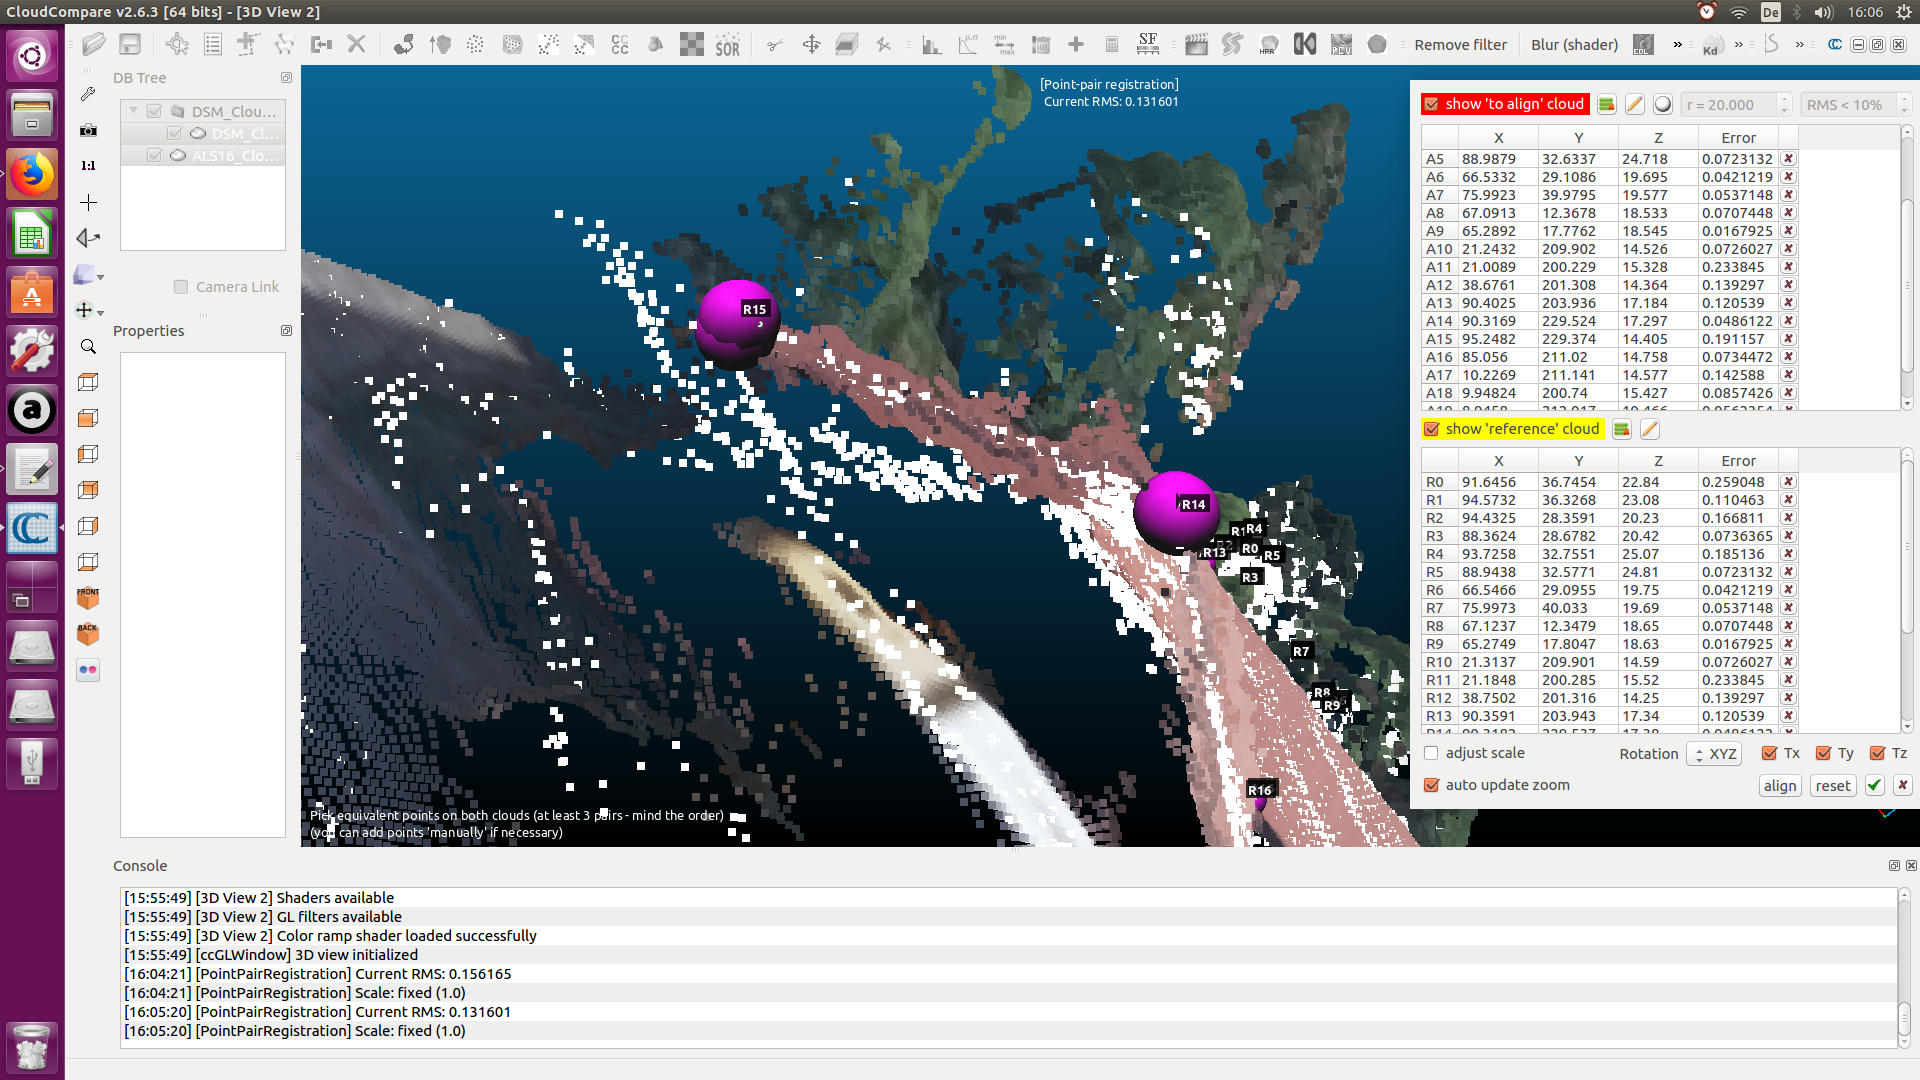 CloudCompare v2.6.3 [64 bits] - [3D View 2]
De
16:06
SOR
SF
Remove filter
Blur (shader)
EDL
Kd
DB Tree
DSM_Clou...
DSM_Cl...
ALS16_Clo...
Camera Link
Properties
1:1
FRONT
BACK
[Point-pair registration]
Current RMS: 0.131601
R15
R14
R4
R13
R0
R5
R3
R7
R8
R9
R16
Pick equivalent points on both clouds (at least 3 pairs - mind the order)
(you can add points 'manually' if necessary)
show 'to align' cloud
r = 20.000
RMS < 10%
X Y Z Error
A5 88.9879 32.6337 24.718 0.0723132
A6 66.5332 29.1086 19.695 0.0421219
A7 75.9923 39.9795 19.577 0.0537148
A8 67.0913 12.3678 18.533 0.0707448
A9 65.2892 17.7762 18.545 0.0167925
A10 21.2432 209.902 14.526 0.0726027
A11 21.0089 200.229 15.328 0.233845
A12 38.6761 201.308 14.364 0.139297
A13 90.4025 203.936 17.184 0.120539
A14 90.3169 229.524 17.297 0.0486122
A15 95.2482 229.374 14.405 0.191157
A16 85.056 211.02 14.758 0.0734472
A17 10.2269 211.141 14.577 0.142588
A18 9.94824 200.74 15.427 0.0857426
show 'reference' cloud
X Y Z Error
R0 91.6456 36.7454 22.84 0.259048
R1 94.5732 36.3268 23.08 0.110463
R2 94.4325 28.3591 20.23 0.166811
R3 88.3624 28.6782 20.42 0.0736365
R4 93.7258 32.7551 25.07 0.185136
R5 88.9438 32.5771 24.81 0.0723132
R6 66.5466 29.0955 19.75 0.0421219
R7 75.9973 40.033 19.69 0.0537148
R8 67.1237 12.3479 18.65 0.0707448
R9 65.2749 17.8047 18.63 0.0167925
R10 21.3137 209.901 14.59 0.0726027
R11 21.1848 200.285 15.52 0.233845
R12 38.7502 201.316 14.25 0.139297
R13 90.3591 203.943 17.34 0.120539
adjust scale
Rotation XYZ Tx Ty Tz
auto update zoom
align reset
Console
[15:55:49] [3D View 2] Shaders available
[15:55:49] [3D View 2] GL filters available
[15:55:49] [3D View 2] Color ramp shader loaded successfully
[15:55:49] [ccGLWindow] 3D view initialized
[16:04:21] [PointPairRegistration] Current RMS: 0.156165
[16:04:21] [PointPairRegistration] Scale: fixed (1.0)
[16:05:20] [PointPairRegistration] Current RMS: 0.131601
[16:05:20] [PointPairRegistration] Scale: fixed (1.0)